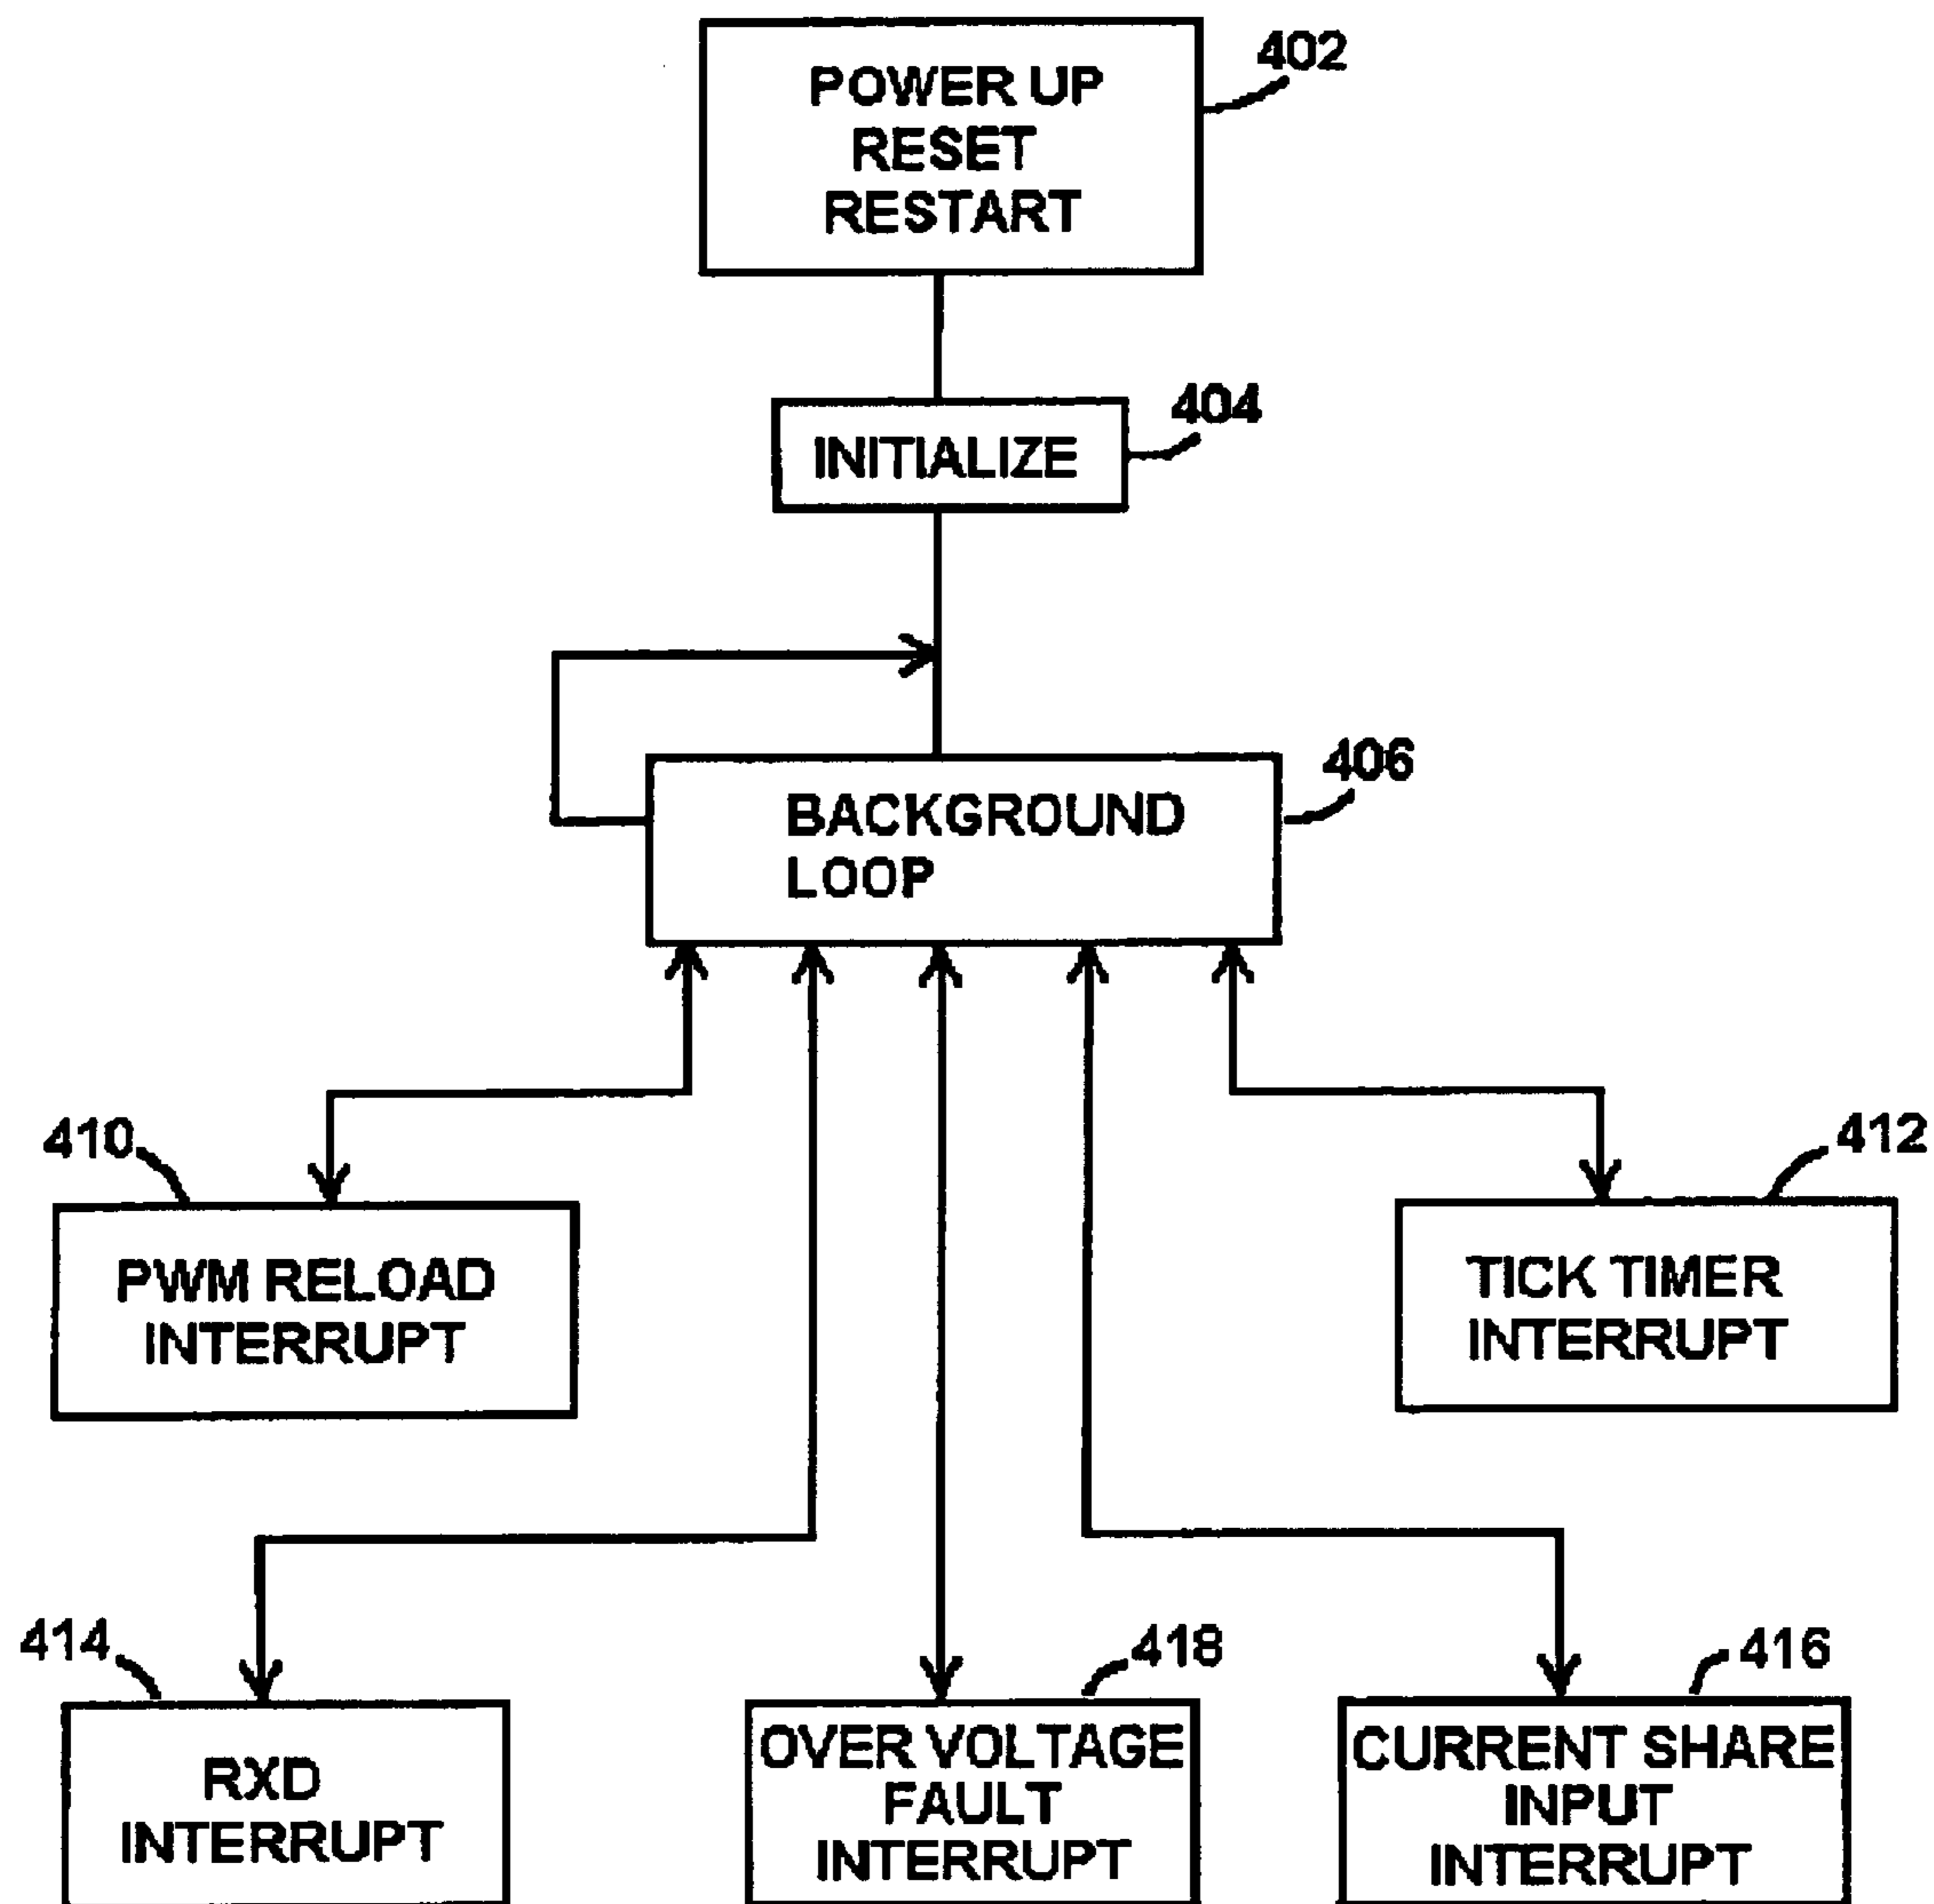 402
POWER UP
RESET
RESTART
404
INITIALIZE
406
BACKGROUND
LOOP
410
PWM RELOAD
INTERRUPT
412
TICK TIMER
INTERRUPT
414
RXD
INTERRUPT
418
OVER VOLTAGE
FAULT
INTERRUPT
416
CURRENT SHARE
INPUT
INTERRUPT